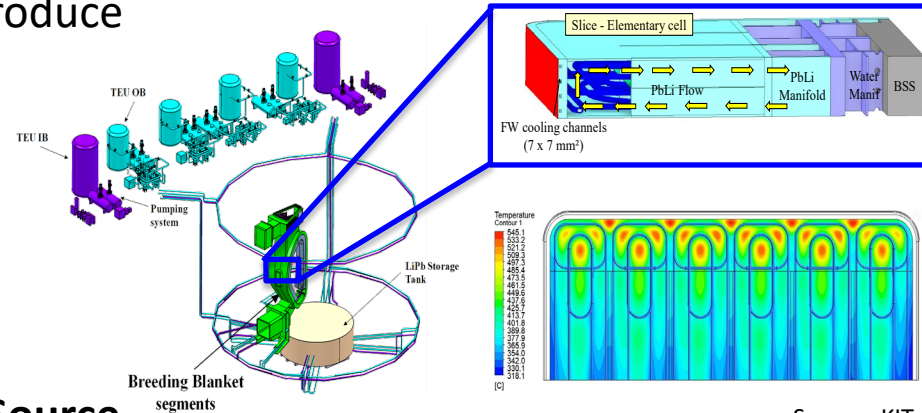 roduce
TEU OB
TEU IB
Pumping
system
LiPb Storage
Tank
Breeding Blanket
segments
Slice - Elementary cell
PbLi Flow
PbLi
Manifold
Water
Manif
BSS
FW cooling channels
(7 x 7 mm²)
Temperature
Contour 1
545.1
533.2
521.2
509.3
497.3
485.4
473.5
461.5
449.6
437.6
425.7
413.7
401.8
389.8
377.9
365.9
354.0
342.0
330.1
318.1
[C]
Source
KIT